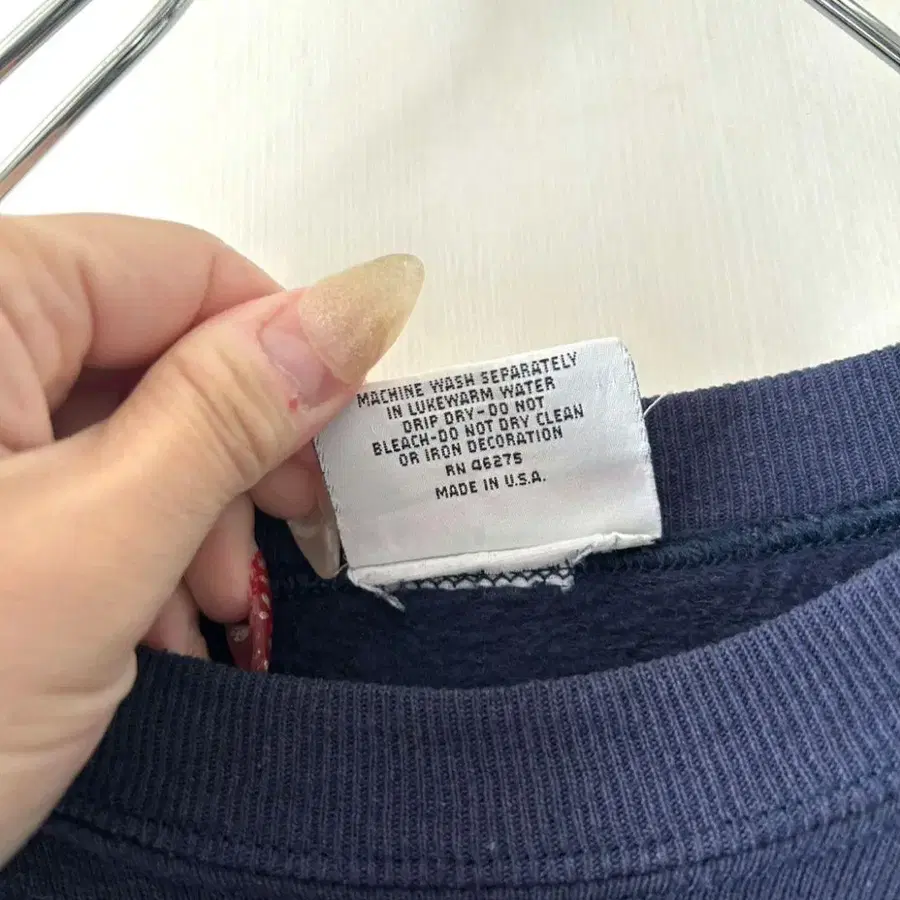 MACHINE WASH SEPARATELY
IN LUKEWARM WATER
DRIP DRY-DO NOT
BLEACH-DO NOT DRY CLEAN
OR IRON DECORATION
RN 46275
MADE IN U.S.A.